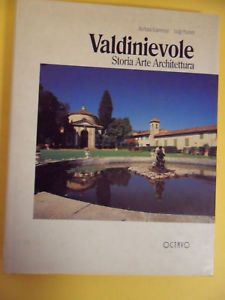 Valdinievole
Storia Arte Architettura
OCTAVO